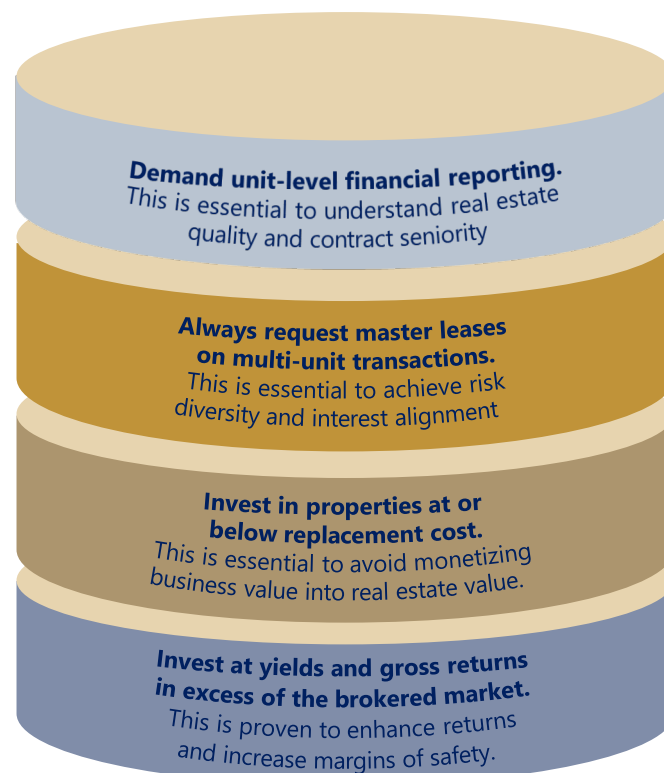 Demand unit-level financial reporting.
This is essential to understand real estate
quality and contract seniority
Always request master leases
on multi-unit transactions.
This is essential to achieve risk
diversity and interest alignment
Invest in properties at or
below replacement cost.
This is essential to avoid monetizing
business value into real estate value.
Invest at yields and gross returns
in excess of the brokered market.
This is proven to enhance returns
and increase margins of safety.